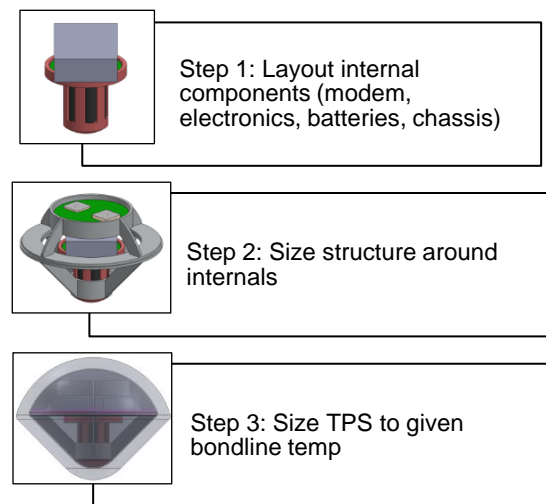 Step 1: Layout internal
components (modem,
electronics, batteries, chassis)
Step 2: Size structure around
internals
Step 3: Size TPS to given
bondline temp